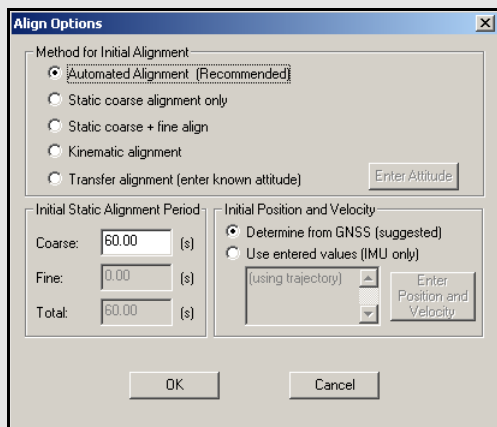 Align Options
Method for Initial Alignment
Automated Alignment (Recommended)
Static coarse alignment only
Static coarse + fine align
Kinematic alignment
Transfer alignment (enter known attitude)
Enter Attitude
Initial Static Alignment Period
Coarse: 60.00 (s)
Fine: 0.00 (s)
Total: 60.00 (s)
Initial Position and Velocity
Determine from GNSS (suggested)
Use entered values (IMU only)
(using trajectory)
Enter
Position and
Velocity
OK
Cancel